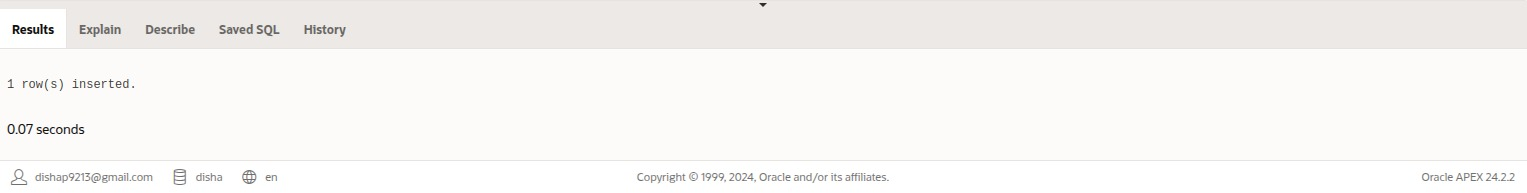 Results Explain Describe Saved SQL History
1 row(s) inserted.
0.07 seconds
dishap9213@gmail.com disha en Copyright © 1999, 2024, Oracle and/or its affiliates. Oracle APEX 24.2.2